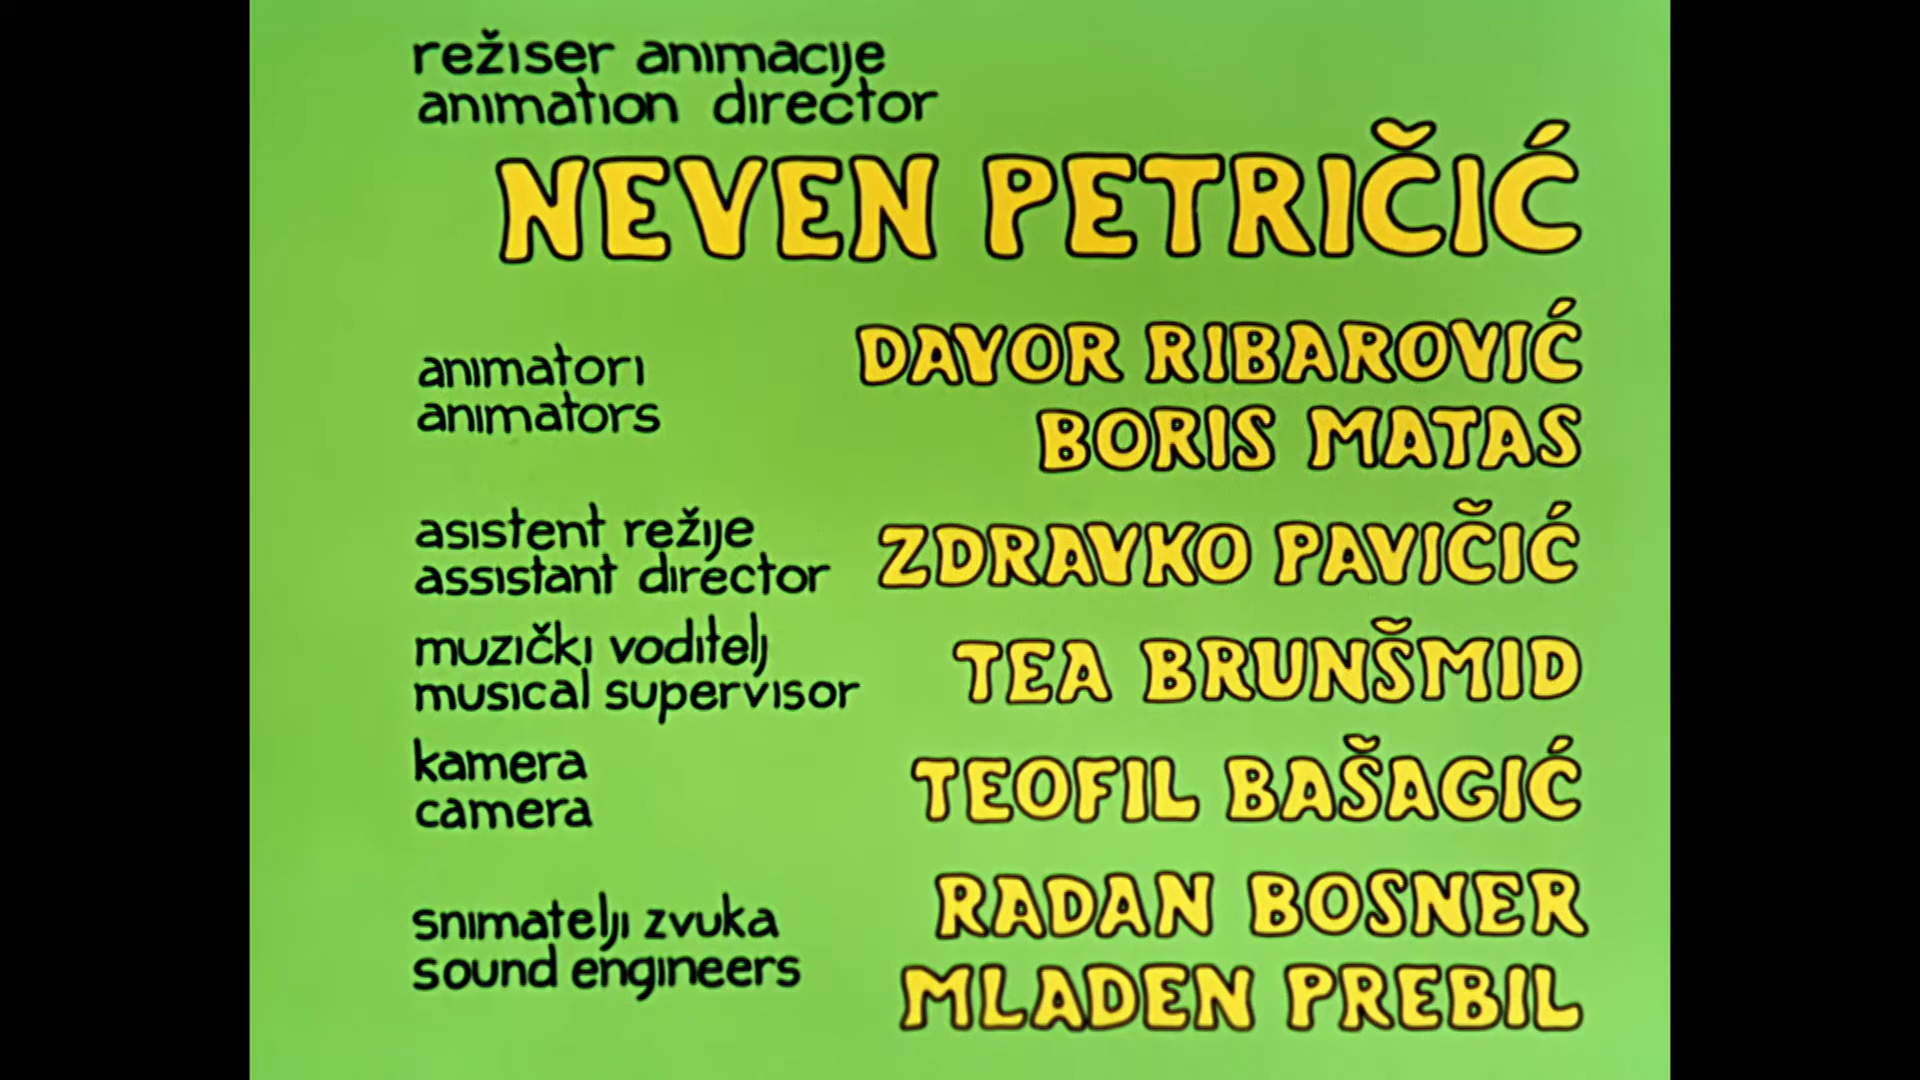 režiser animacije
animation director
NEVEN PETRIČIĆ
animatori
animators
DAVOR RIBAROVIĆ
BORIS MATAS
asistent režije
assistant director
ZDRAVKO PAVIČIĆ
muzički voditelj
musical supervisor
TEA BRUNŠMID
kamera
camera
TEOFIL BAŠAGIĆ
snimatelji zvuka
sound engineers
RADAN BOSNER
MLADEN PREBIL